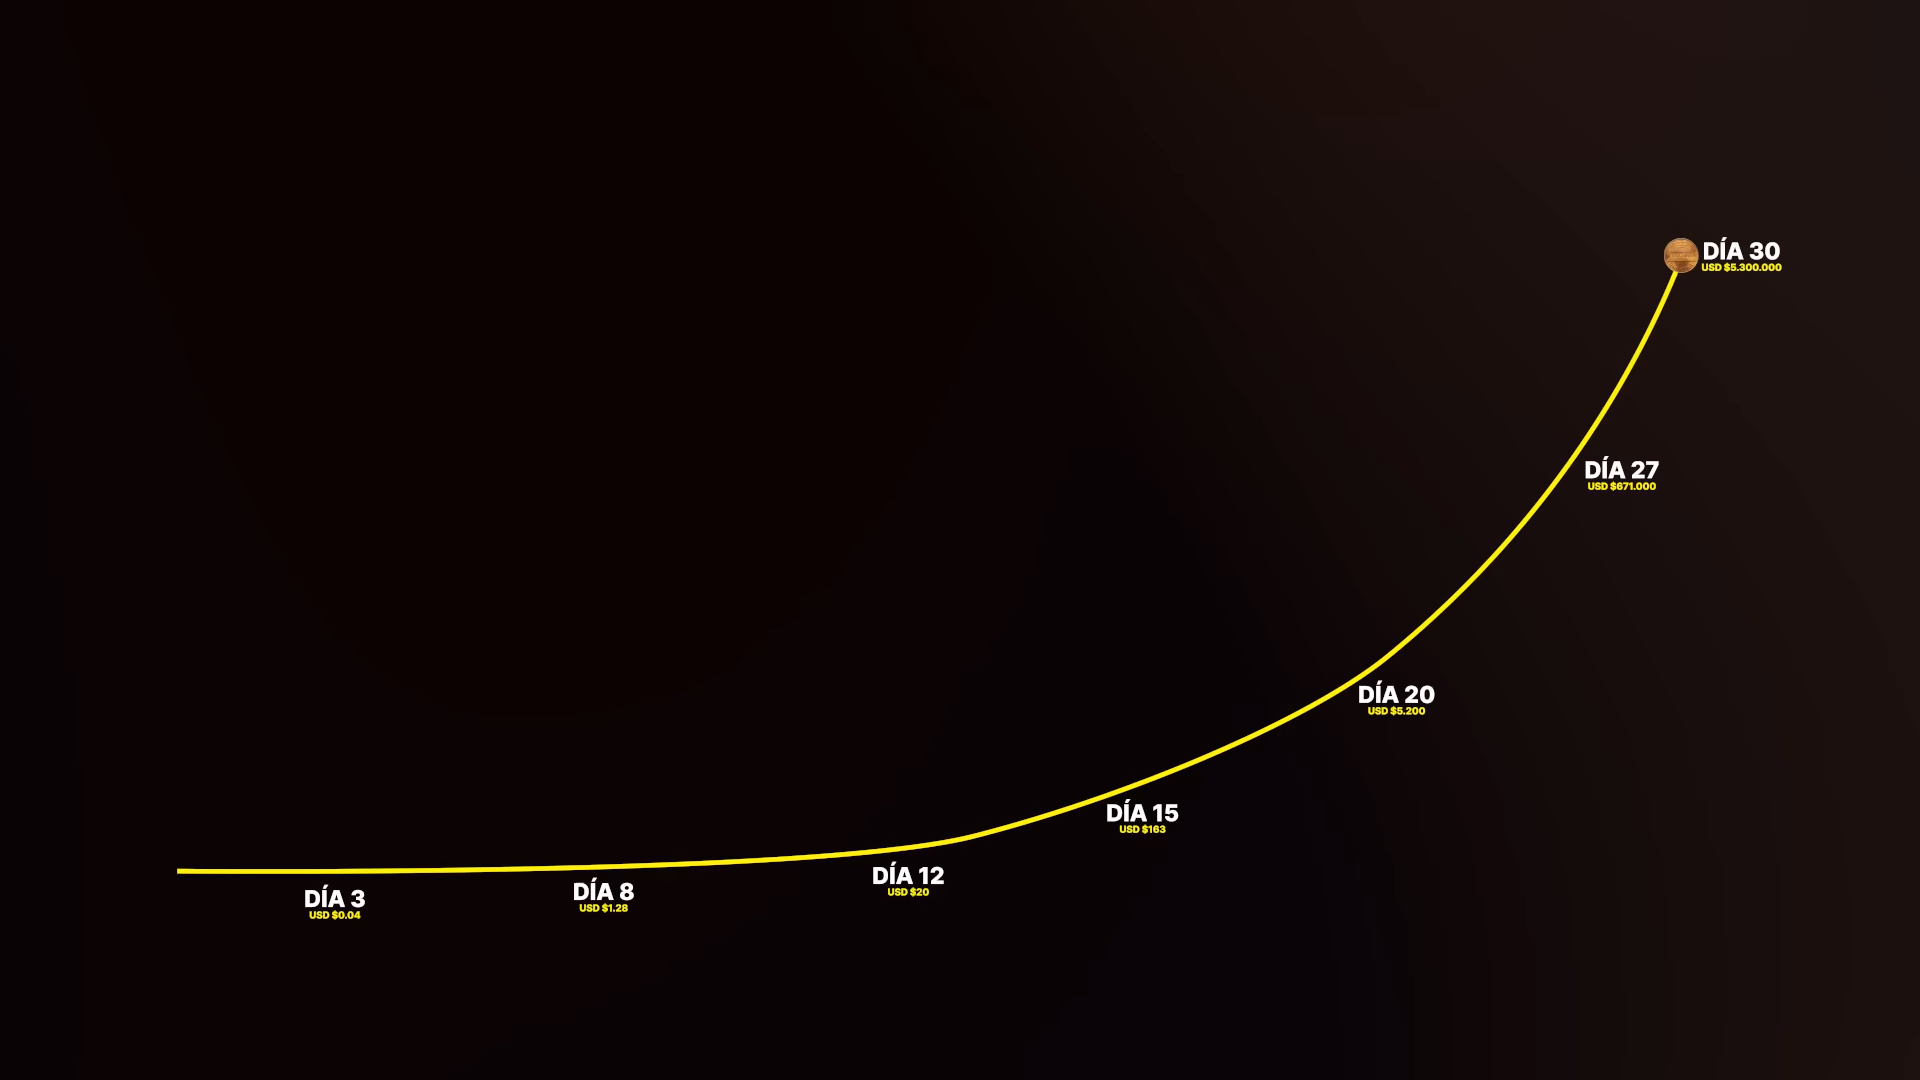 DÍA 30
USD $5.300.000
DÍA 27
USD $671.000
DÍA 20
USD $5.200
DÍA 15
USD $163
DÍA 12
USD $20
DÍA 8
USD $1.28
DÍA 3
USD $0.04